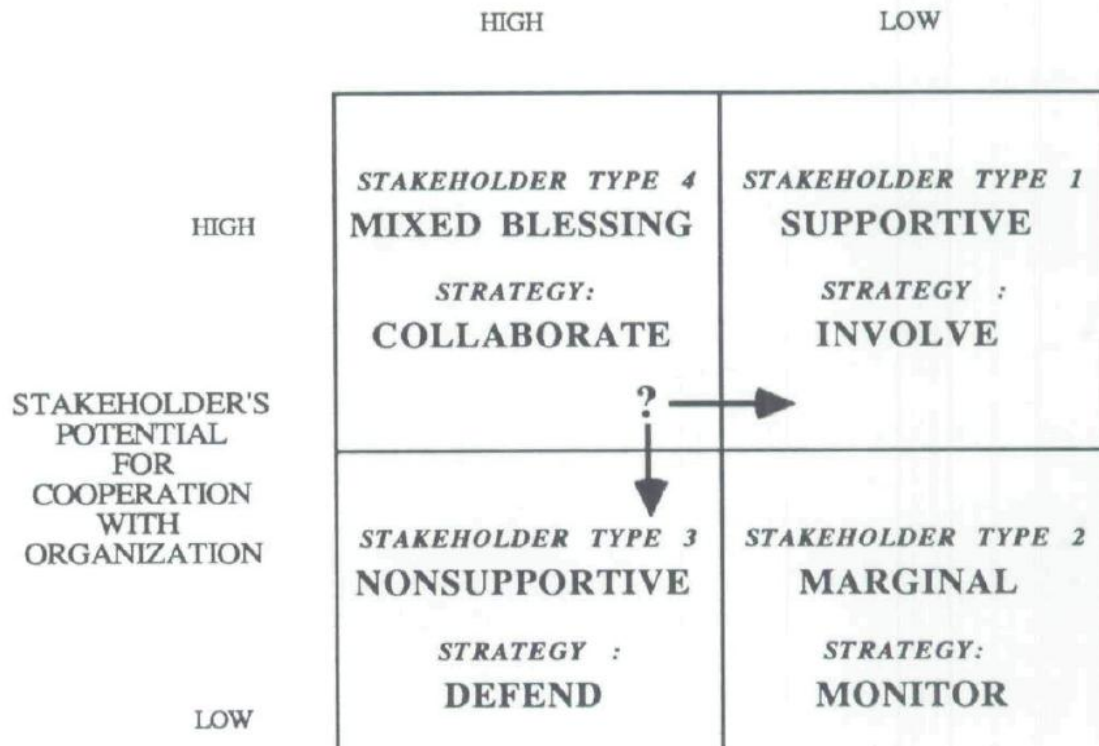 HIGH LOW
STAKEHOLDER TYPE 4 STAKEHOLDER TYPE 1
HIGH MIXED BLESSING SUPPORTIVE
STRATEGY: STRATEGY :
COLLABORATE INVOLVE
?
STAKEHOLDER'S
POTENTIAL
FOR
COOPERATION
WITH
ORGANIZATION
STAKEHOLDER TYPE 3 STAKEHOLDER TYPE 2
NONSUPPORTIVE MARGINAL
STRATEGY : STRATEGY:
DEFEND MONITOR
LOW